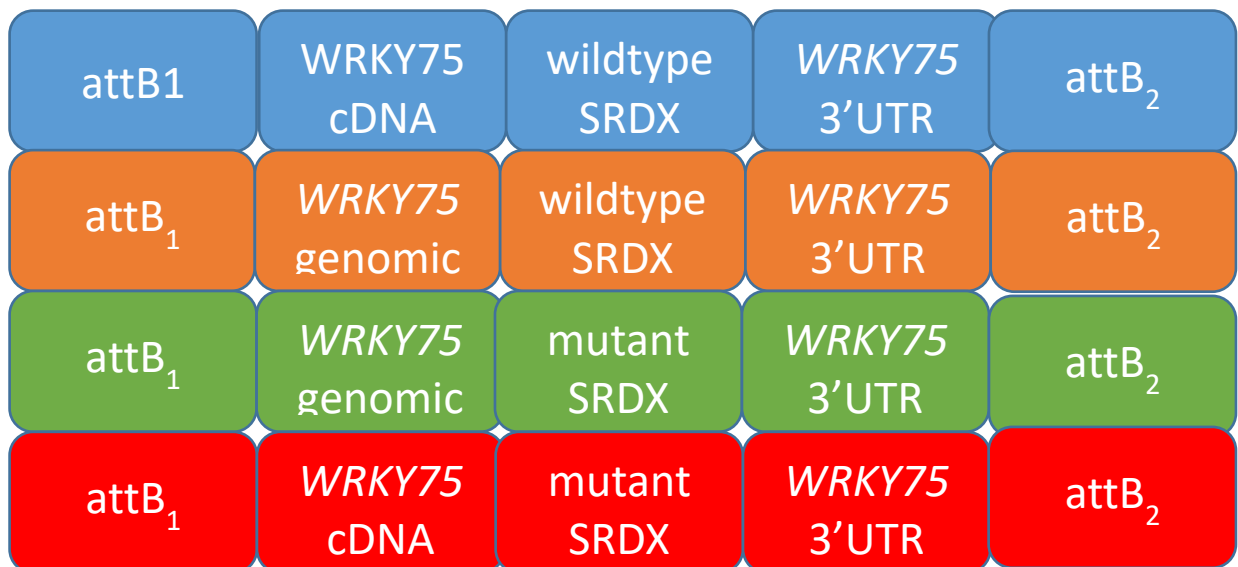 attB1
WRKY75
cDNA
wildtype
SRDX
WRKY75
3’UTR
attB2
attB1
WRKY75
genomic
wildtype
SRDX
WRKY75
3’UTR
attB2
attB1
WRKY75
genomic
mutant
SRDX
WRKY75
3’UTR
attB2
attB1
WRKY75
cDNA
mutant
SRDX
WRKY75
3’UTR
attB2